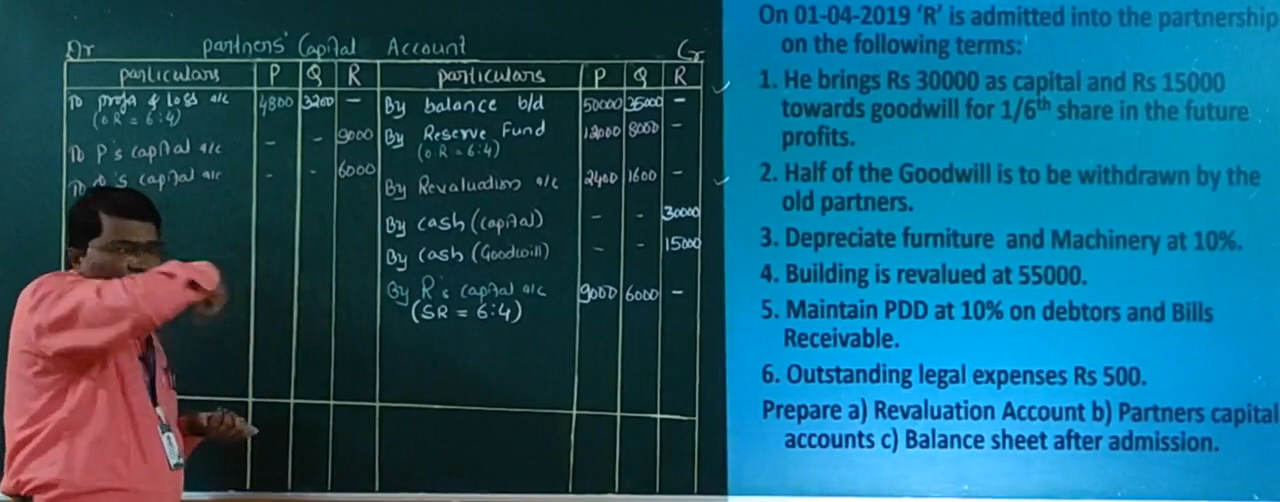 Dr partners' Capital Account Cr
particulars P Q R particulars P Q R
To profit & Loss a/c 4800 3200 - By balance b/d 50000 35000 -
(O.R = 6:4)
- - 9000 By Reserve Fund 12000 8000 -
(O.R = 6:4)
To P's capital a/c
To Q's capital a/c - - 6000 By Revaluation a/c 2400 1600 -
By cash (capital) - - 30000
By cash (Goodwill) - - 15000
By R's capital a/c 9000 6000 -
(SR = 6:4)
On 01-04-2019 ‘R’ is admitted into the partnership
on the following terms:
1. He brings Rs 30000 as capital and Rs 15000
towards goodwill for 1/6th share in the future
profits.
2. Half of the Goodwill is to be withdrawn by the
old partners.
3. Depreciate furniture and Machinery at 10%.
4. Building is revalued at 55000.
5. Maintain PDD at 10% on debtors and Bills
Receivable.
6. Outstanding legal expenses Rs 500.
Prepare a) Revaluation Account b) Partners capital
accounts c) Balance sheet after admission.